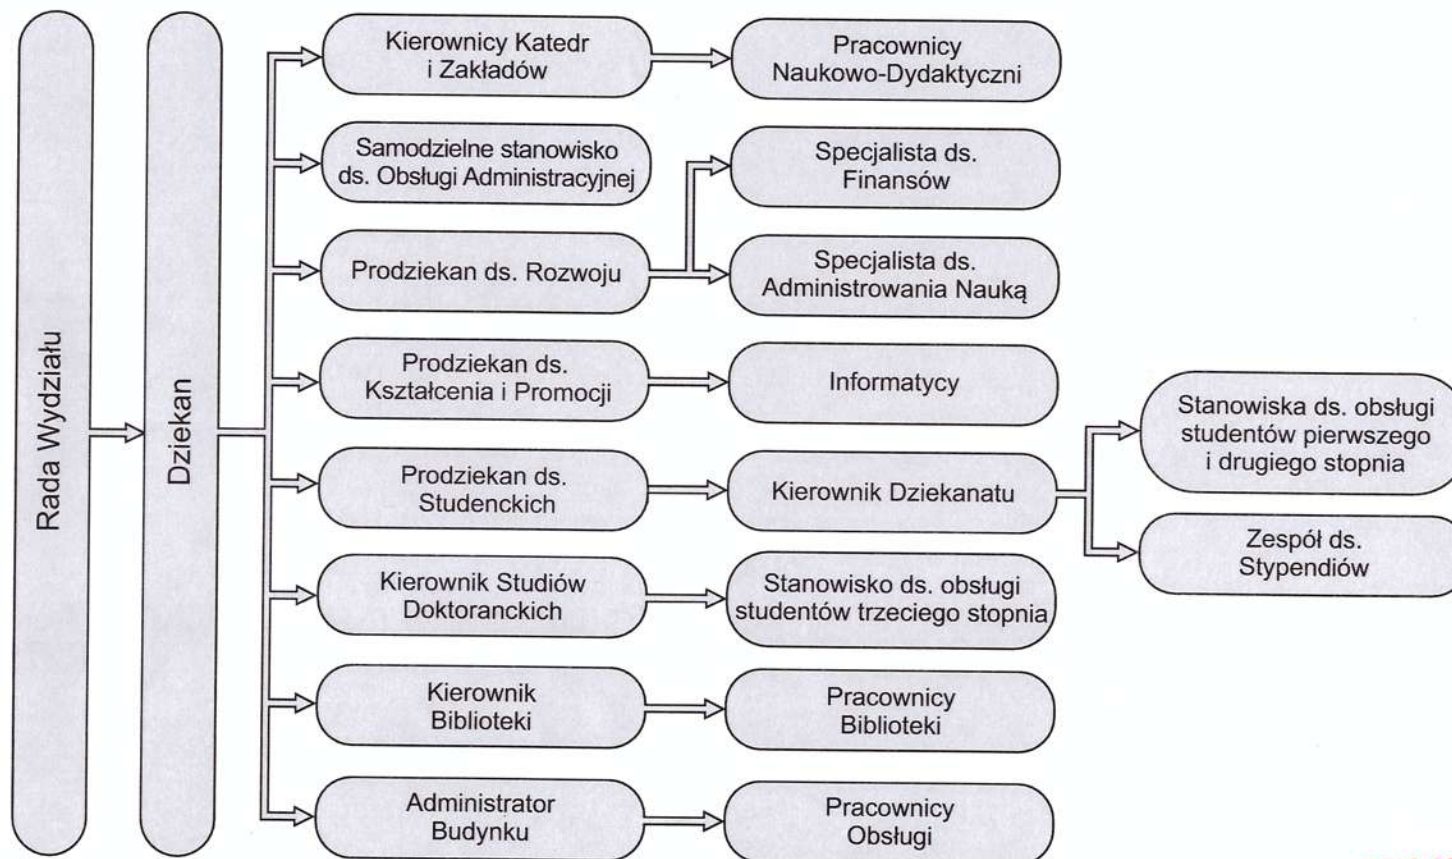 Rada Wydziału
Dziekan
Kierownicy Katedr
i Zakładów
Pracownicy
Naukowo-Dydaktyczni
Samodzielne stanowisko
ds. Obsługi Administracyjnej
Specjalista ds.
Finansów
Prodziekan ds. Rozwoju
Specjalista ds.
Administrowania Nauką
Prodziekan ds.
Kształcenia i Promocji
Informatycy
Stanowiska ds. obsługi
studentów pierwszego
i drugiego stopnia
Prodziekan ds.
Studenckich
Kierownik Dziekanatu
Zespół ds.
Stypendiów
Kierownik Studiów
Doktoranckich
Stanowisko ds. obsługi
studentów trzeciego stopnia
Kierownik
Biblioteki
Pracownicy
Biblioteki
Administrator
Budynku
Pracownicy
Obsługi